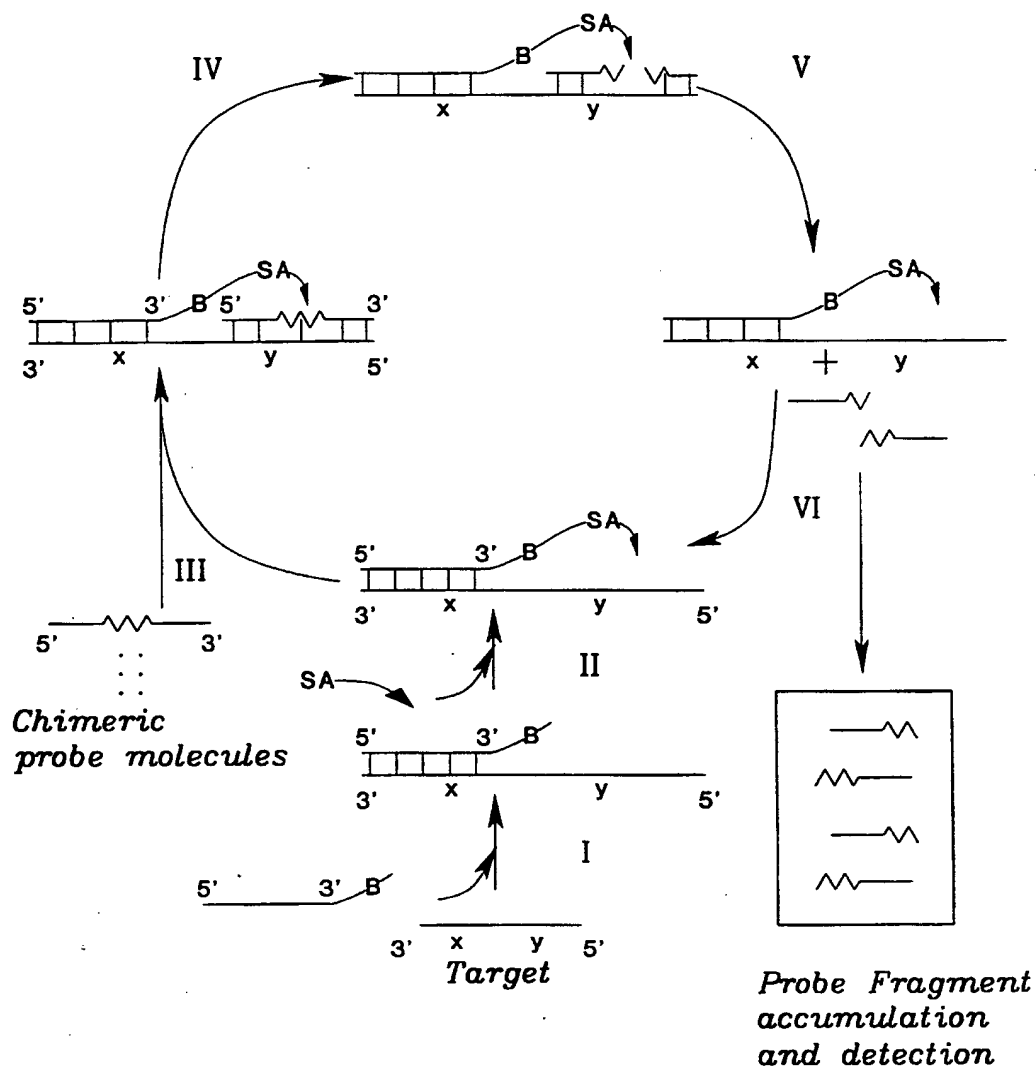 SA
B
IV
V
x y
SA
B
5' 3' 5' 3'
3' x y 5'
SA
B
x + y
VI
SA
5' 3' B
3' x y 5'
III
5' 3'
Chimeric
probe molecules
II
SA
5' 3' B
3' x y 5'
I
5' 3' B
3' x y 5'
Target
Probe Fragment
accumulation
and detection